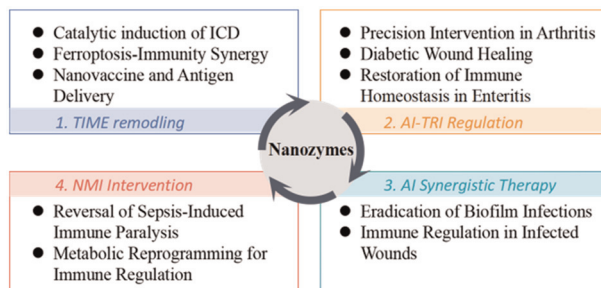 ● Catalytic induction of ICD
● Ferroptosis-Immunity Synergy
● Nanovaccine and Antigen
Delivery
1. TIME remodling
● Precision Intervention in Arthritis
● Diabetic Wound Healing
● Restoration of Immune
Homeostasis in Enteritis
2. AI-TRI Regulation
Nanozymes
4. NMI Intervention
● Reversal of Sepsis-Induced
Immune Paralysis
● Metabolic Reprogramming for
Immune Regulation
3. AI Synergistic Therapy
● Eradication of Biofilm Infections
● Immune Regulation in Infected
Wounds